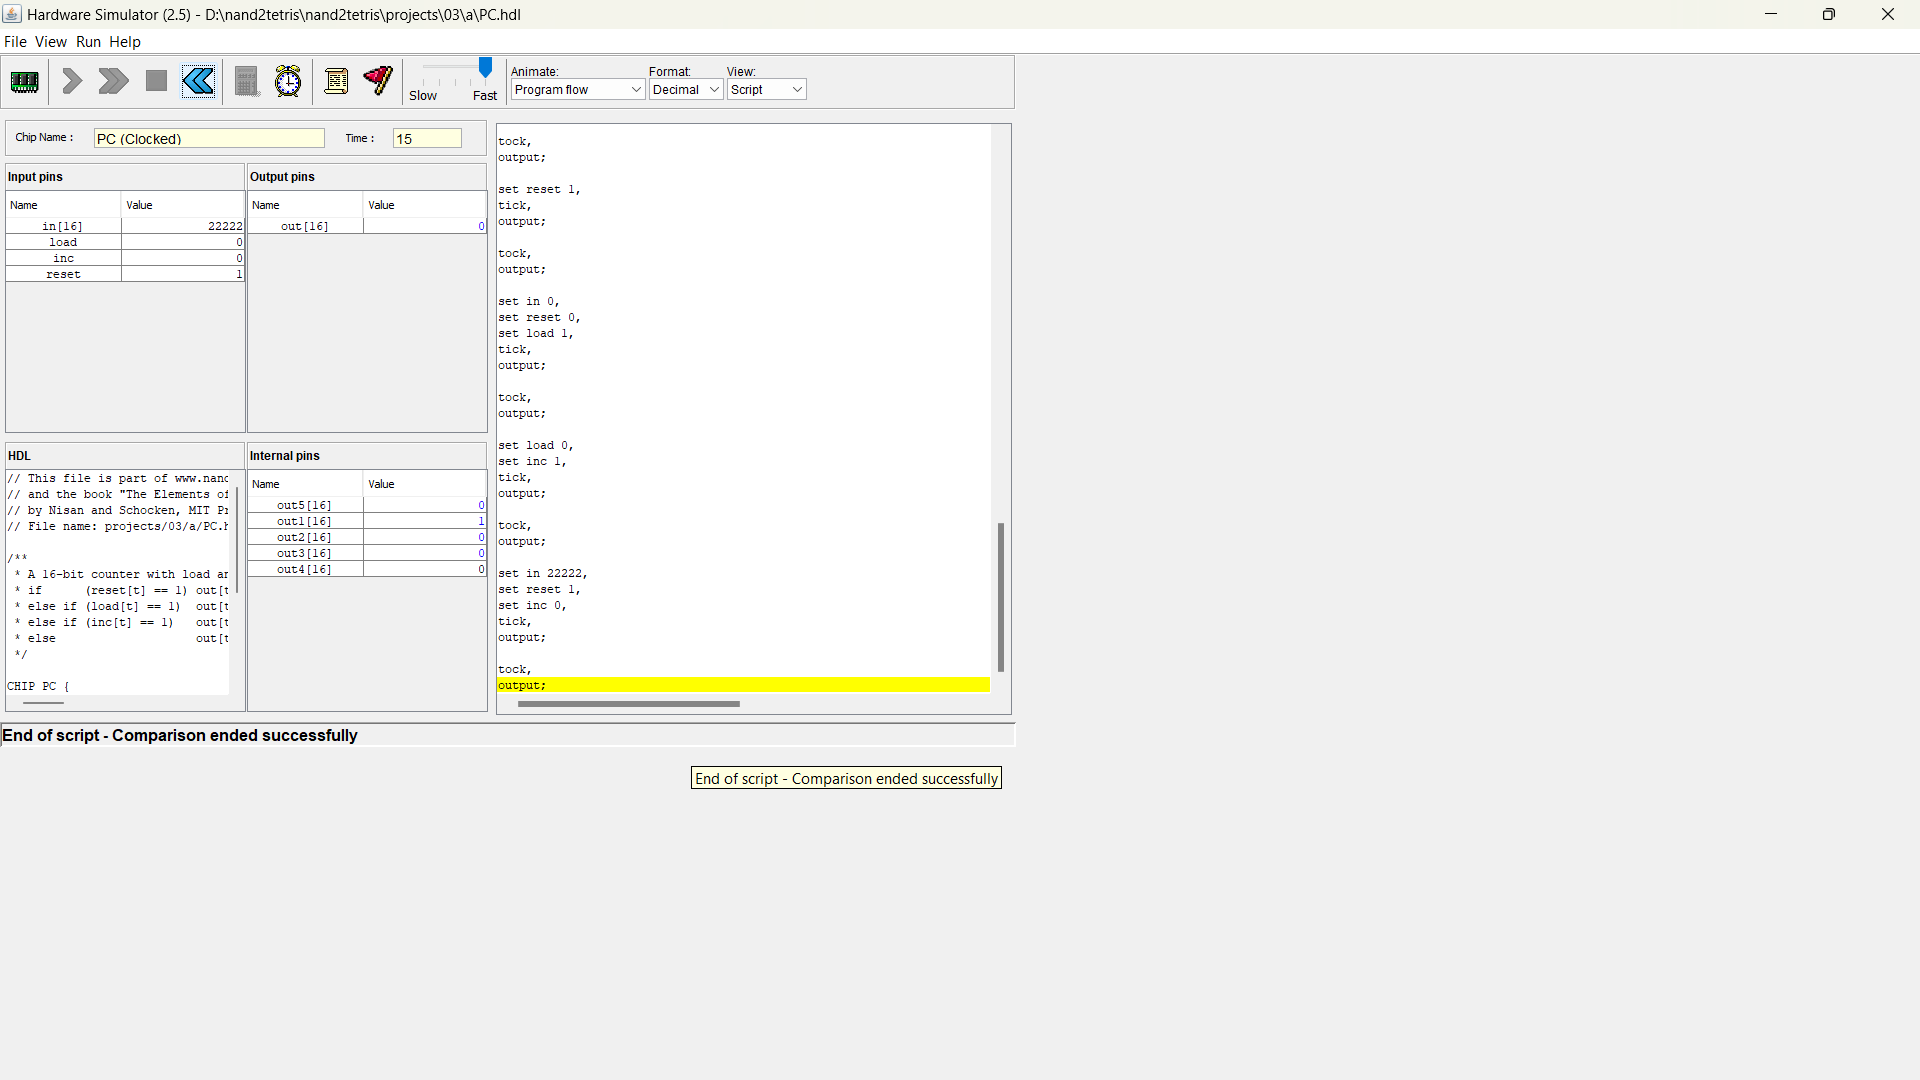 Hardware Simulator (2.5) - D:\nand2tetris\nand2tetris\projects\03\a\PC.hdl
File View Run Help
Slow Fast
Animate: Format: View:
Program flow Decimal Script
Chip Name : PC (Clocked) Time : 15
Input pins
Name Value
in[16] 22222
load 0
inc 0
reset 1
Output pins
Name Value
out[16] 0
HDL
// This file is part of www.nand
// and the book "The Elements of
// by Nisan and Schocken, MIT Pr
// File name: projects/03/a/PC.h
/**
* A 16-bit counter with load an
* if (reset[t] == 1) out[t
* else if (load[t] == 1) out[t
* else if (inc[t] == 1) out[t
* else out[t
*/
CHIP PC {
Internal pins
Name Value
out5[16] 0
out1[16] 1
out2[16] 0
out3[16] 0
out4[16] 0
tock,
output;
set reset 1,
tick,
output;
tock,
output;
set in 0,
set reset 0,
set load 1,
tick,
output;
tock,
output;
set load 0,
set inc 1,
tick,
output;
tock,
output;
set in 22222,
set reset 1,
set inc 0,
tick,
output;
tock,
output;
End of script - Comparison ended successfully
End of script - Comparison ended successfully